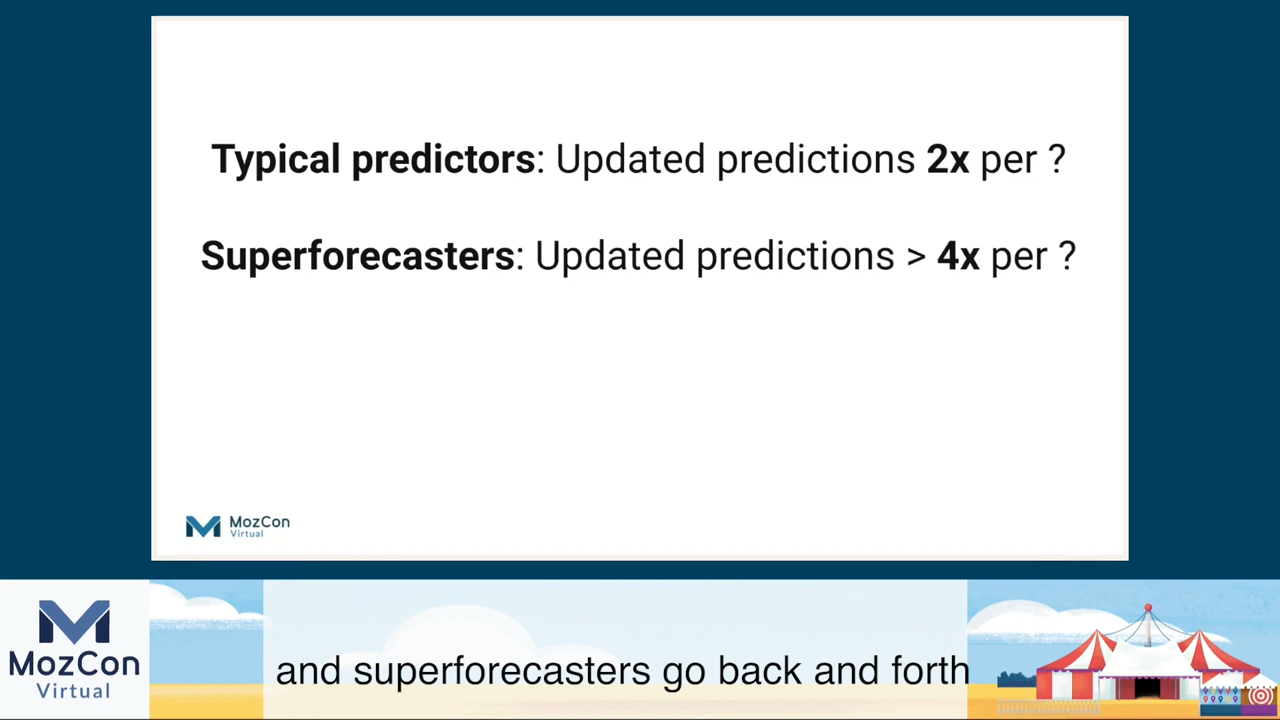 Typical predictors: Updated predictions 2x per ?
Superforecasters: Updated predictions > 4x per ?
MozCon
Virtual
MozCon
Virtual
and superforecasters go back and forth